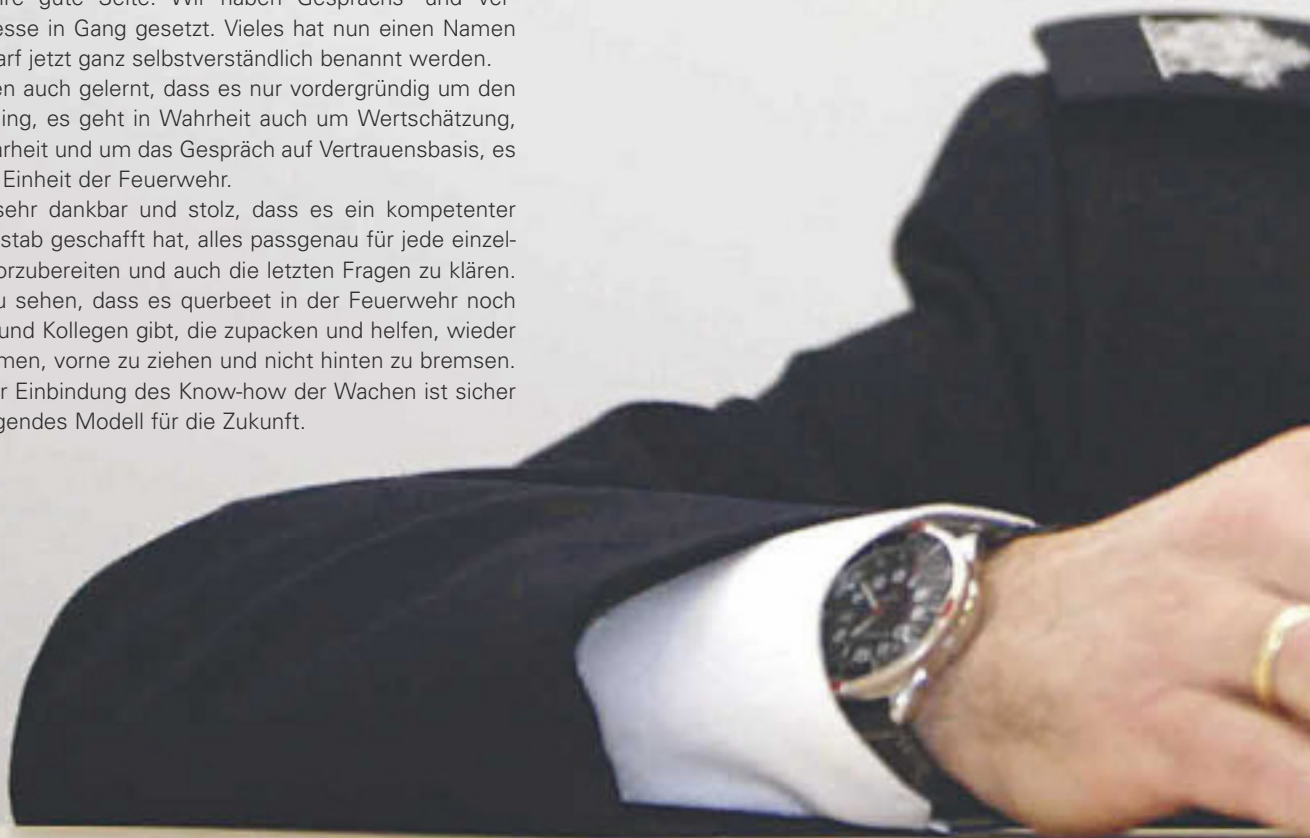 hre gute Seite. Wir haben Gesprächs- und Ver-
esse in Gang gesetzt. Vieles hat nun einen Namen
arf jetzt ganz selbstverständlich benannt werden.
en auch gelernt, dass es nur vordergründig um den
ing, es geht in Wahrheit auch um Wertschätzung,
rheit und um das Gespräch auf Vertrauensbasis, es
Einheit der Feuerwehr.
sehr dankbar und stolz, dass es ein kompetenter
stab geschafft hat, alles passgenau für jede einzel-
orzubereiten und auch die letzten Fragen zu klären.
u sehen, dass es querbeet in der Feuerwehr noch
und Kollegen gibt, die zupacken und helfen, wieder
men, vorne zu ziehen und nicht hinten zu bremsen.
r Einbindung des Know-how der Wachen ist sicher
gendes Modell für die Zukunft.